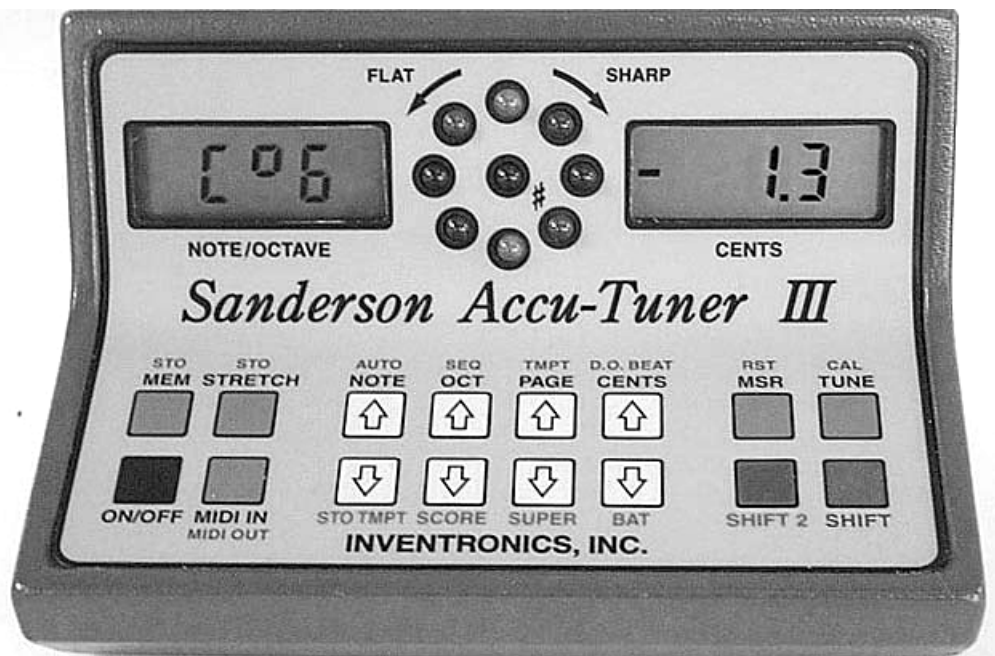 FLAT SHARP
C º 6 - 1.3
#
NOTE/OCTAVE CENTS
Sanderson Accu-Tuner III
STO STO AUTO SEQ TMPT D.O. BEAT RST CAL
MEM STRETCH NOTE OCT PAGE CENTS MSR TUNE
ON/OFF MIDI IN STO TMPT SCORE SUPER BAT SHIFT 2 SHIFT
MIDI OUT
INVENTRONICS, INC.